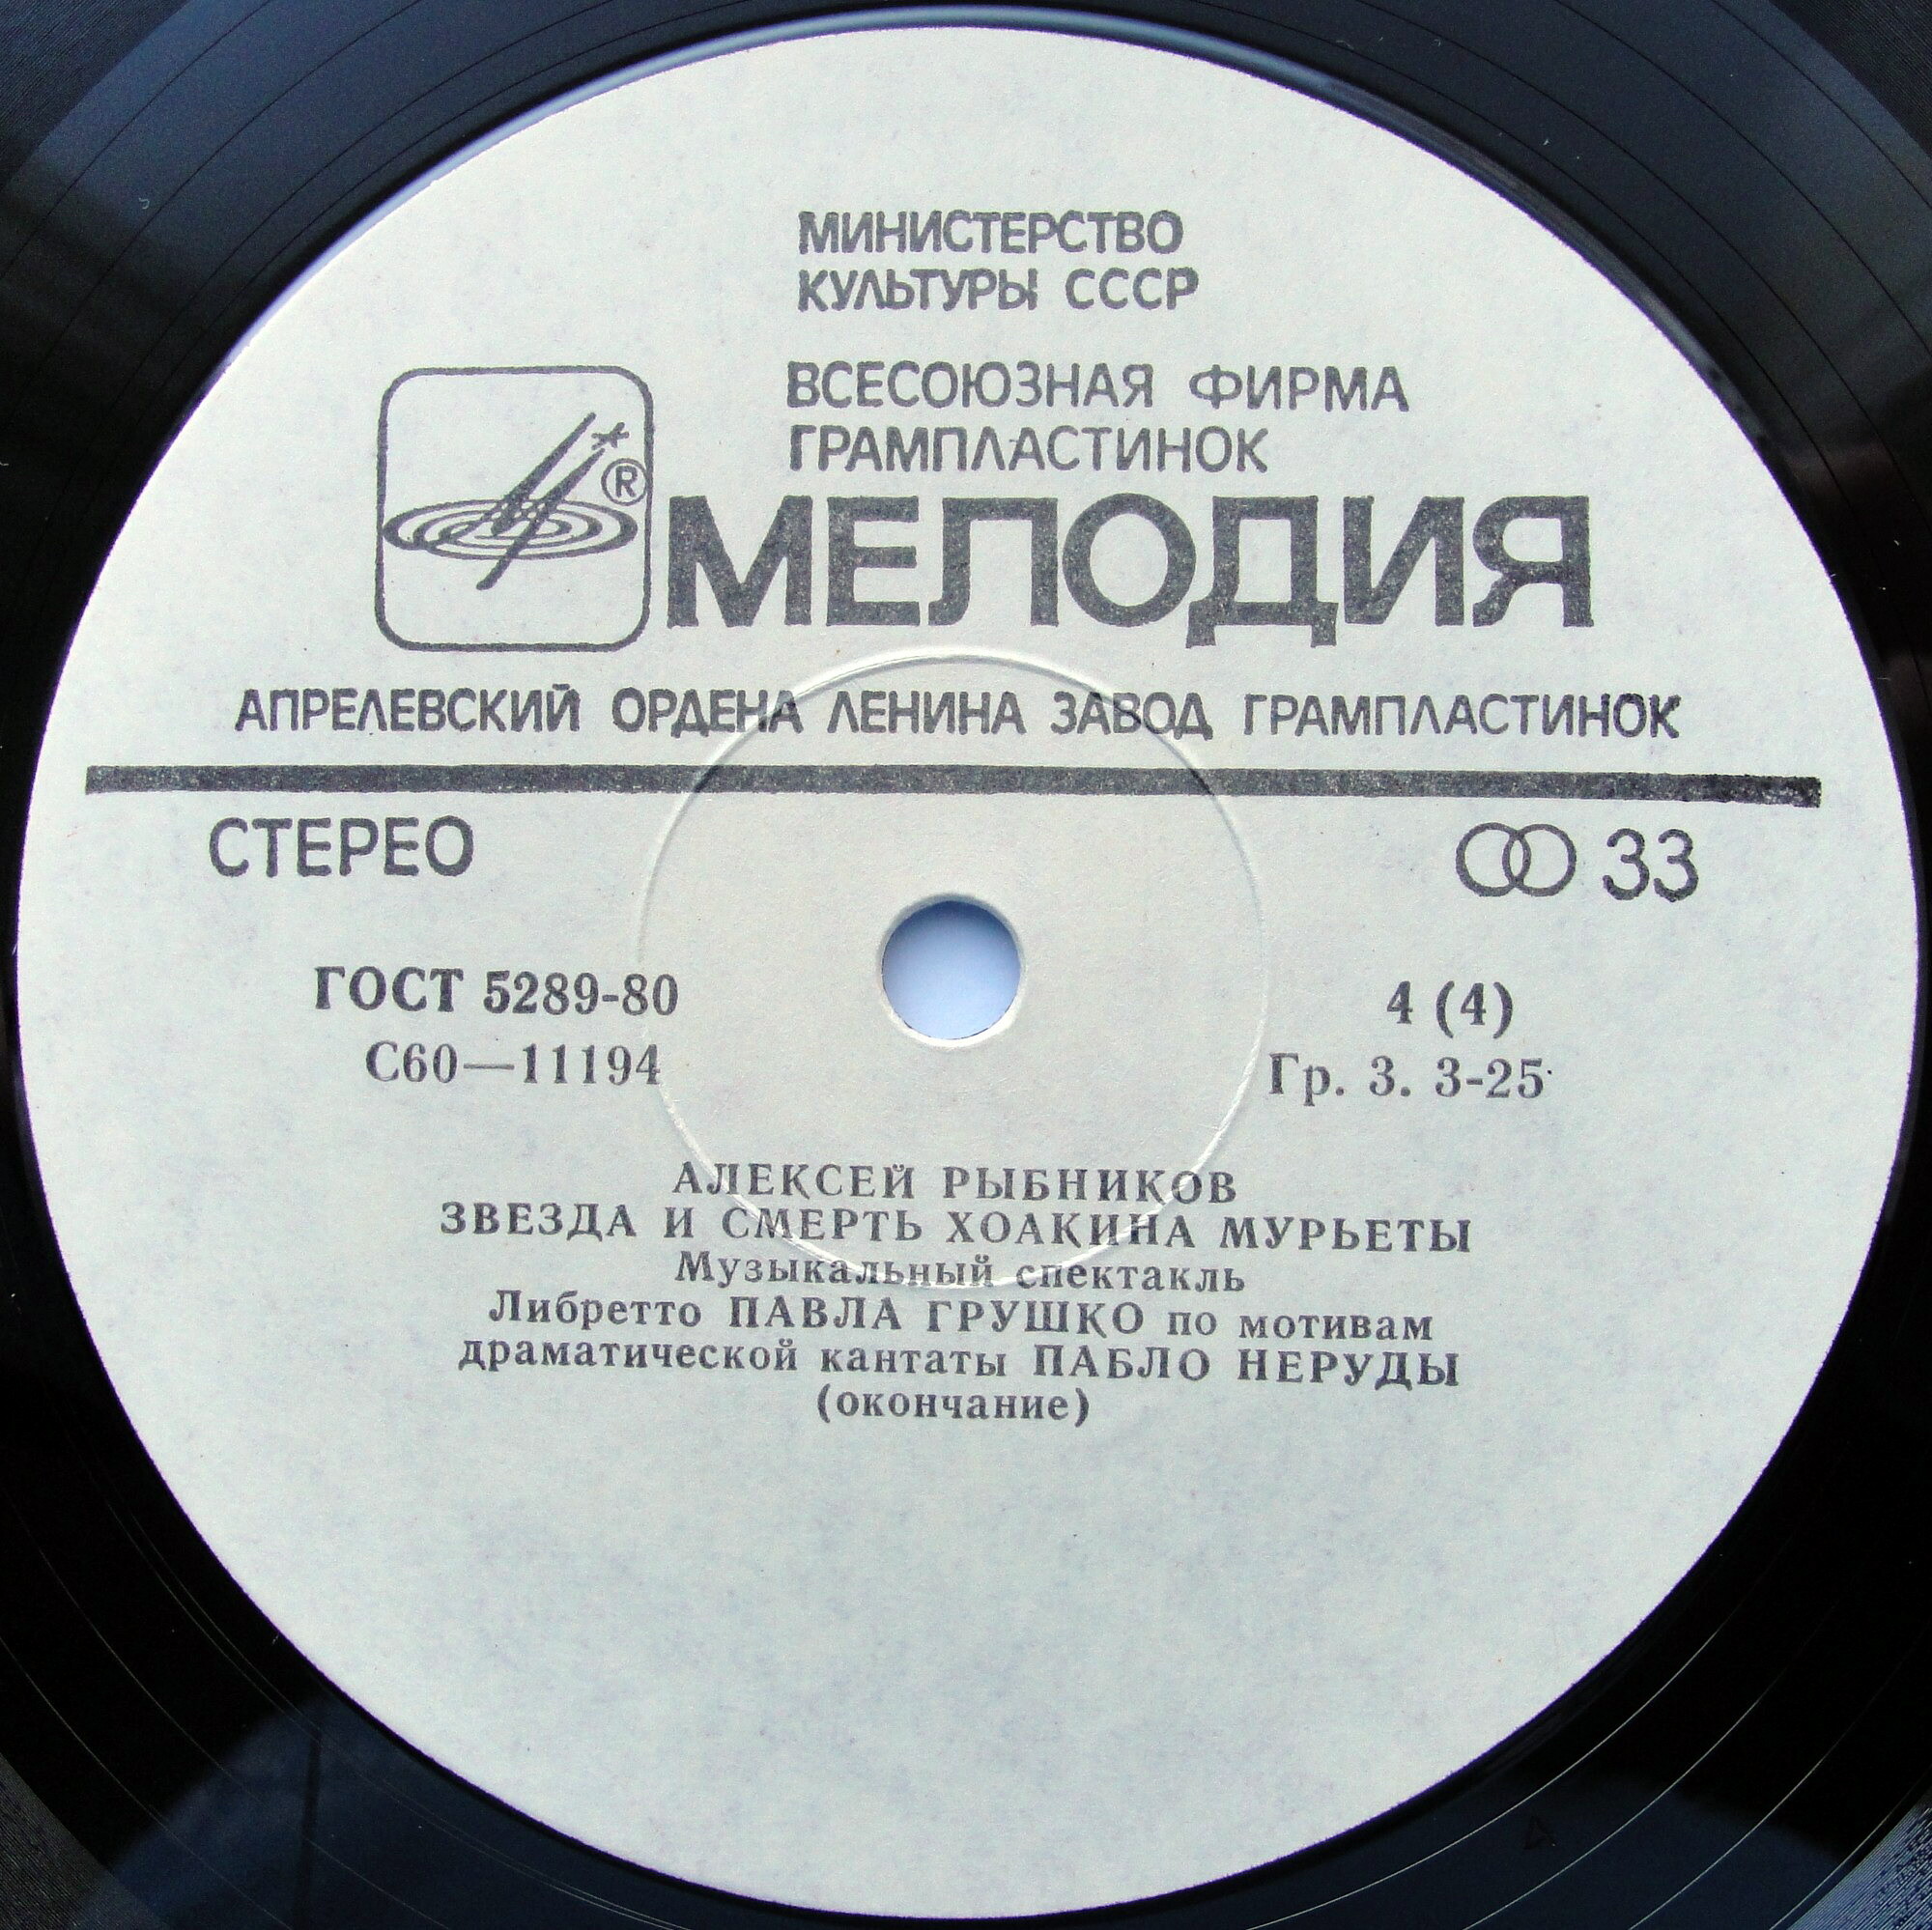 МИНИСТЕРСТВО
КУЛЬТУРЫ СССР
ВСЕСОЮЗНАЯ ФИРМА
ГРАМПЛАСТИНОК
®
МЕЛОДИЯ
АПРЕЛЕВСКИЙ ОРДЕНА ЛЕНИНА ЗАВОД ГРАМПЛАСТИНОК
СТЕРЕО
33
ГОСТ 5289-80
4 (4)
С60—11194
Гр. 3. 3-25
АЛЕКСЕЙ РЫБНИКОВ
ЗВЕЗДА И СМЕРТЬ ХОАКИНА МУРЬЕТЫ
Музыкальный спектакль
Либретто ПАВЛА ГРУШКО по мотивам
драматической кантаты ПАБЛО НЕРУДЫ
(окончание)